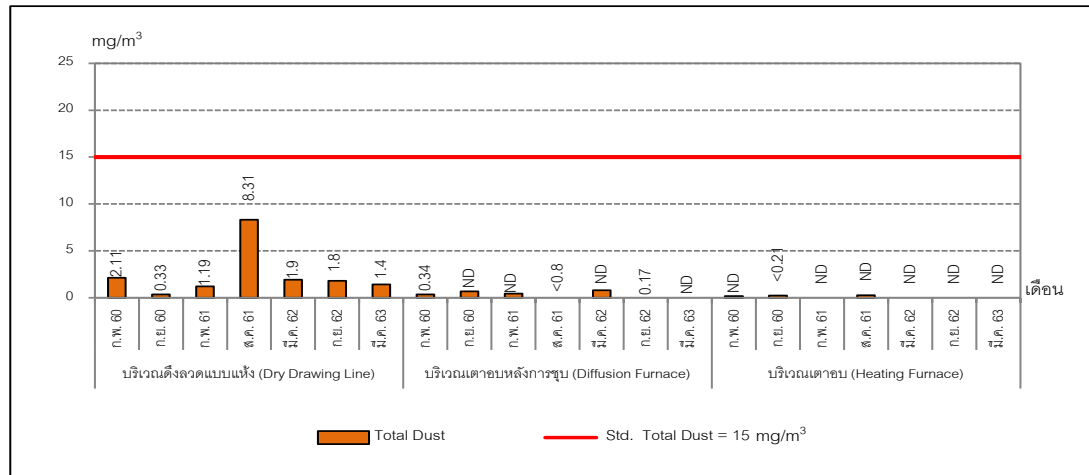 mg/m³
25
20
15
10
5
0
2.11
0.33
1.19
8.31
1.9
1.8
1.4
0.34
ND
ND
<0.8
ND
0.17
ND
ND
<0.21
ND
ND
ND
ND
ND
เดือน
ก.พ. 60
ก.ย. 60
ก.พ. 61
ส.ค. 61
มี.ค. 62
ก.ย. 62
มี.ค. 63
ก.พ. 60
ก.ย. 60
ก.พ. 61
ส.ค. 61
มี.ค. 62
ก.ย. 62
มี.ค. 63
ก.พ. 60
ก.ย. 60
ก.พ. 61
ส.ค. 61
มี.ค. 62
ก.ย. 62
มี.ค. 63
บริเวณดึงลวดแบบแห้ง (Dry Drawing Line)
บริเวณเตาอบหลังการชุบ (Diffusion Furnace)
บริเวณเตาอบ (Heating Furnace)
Total Dust
Std. Total Dust = 15 mg/m³